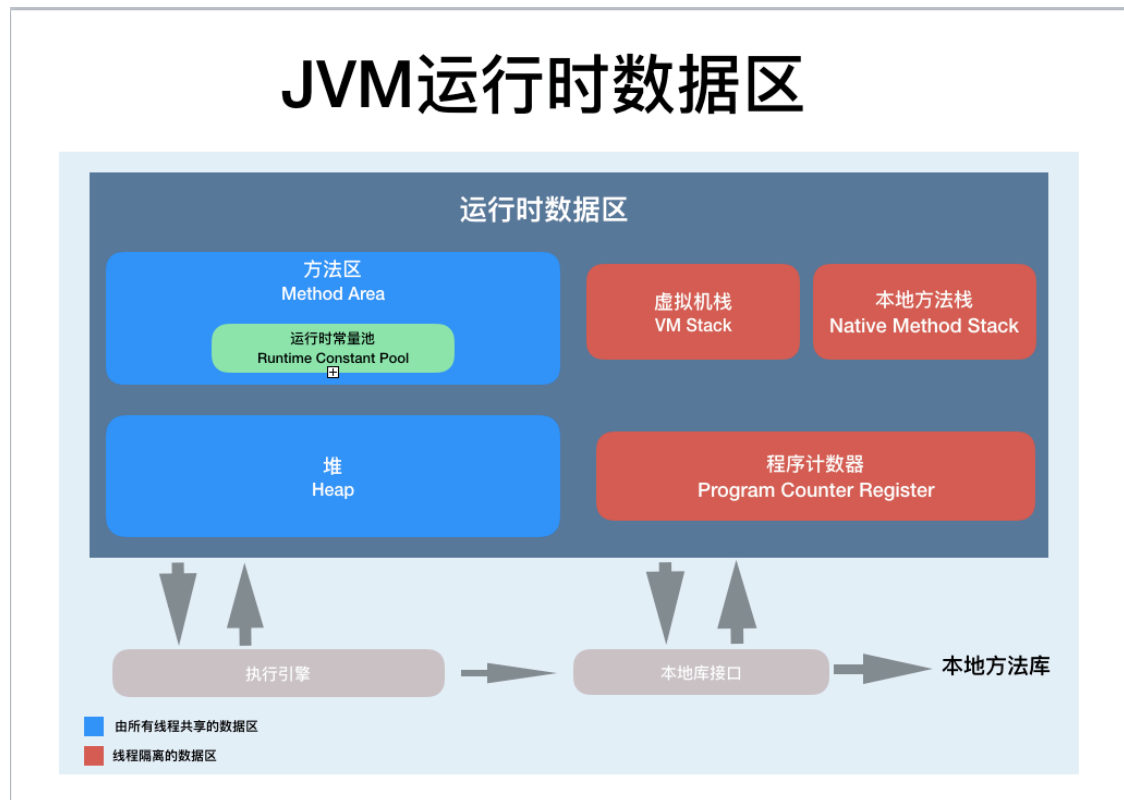 JVM运行时数据区
运行时数据区
方法区
Method Area
运行时常量池
Runtime Constant Pool
虚拟机栈
VM Stack
本地方法栈
Native Method Stack
堆
Heap
程序计数器
Program Counter Register
执行引擎
本地库接口
本地方法库
由所有线程共享的数据区
线程隔离的数据区